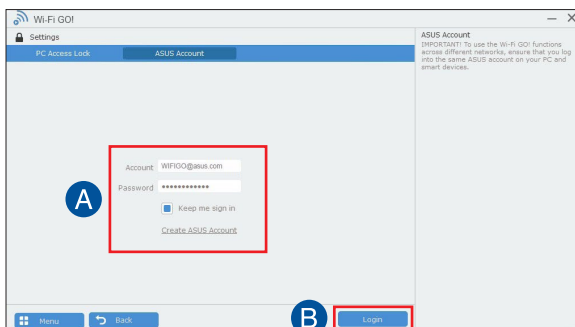 Wi-Fi GO!
Settings
PC Access Lock
ASUS Account
Account WIFIGO@asus.com
Password ************
Keep me sign in
Create ASUS Account
A
Menu
Back
B
Login
ASUS Account
IMPORTANT! To use the Wi-Fi GO! functions
across different networks, ensure that you log
into the same ASUS account on your PC and
smart devices.